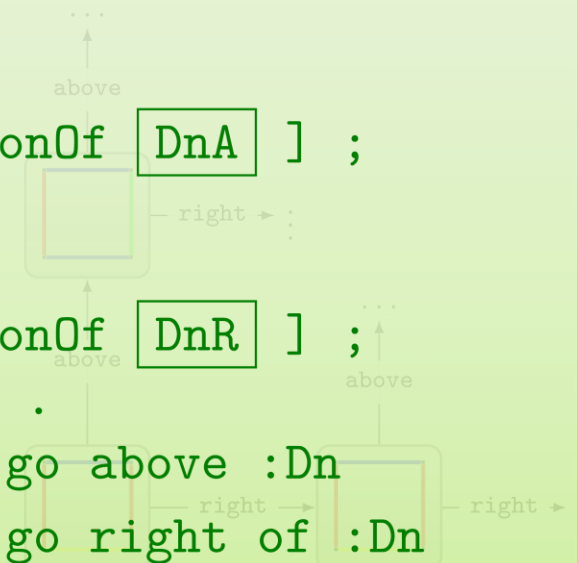 ...
above
onOf DnA ] ;
right
onOf DnR ] ;
...
above
above
.
go above :Dn
right
right
go right of :Dn